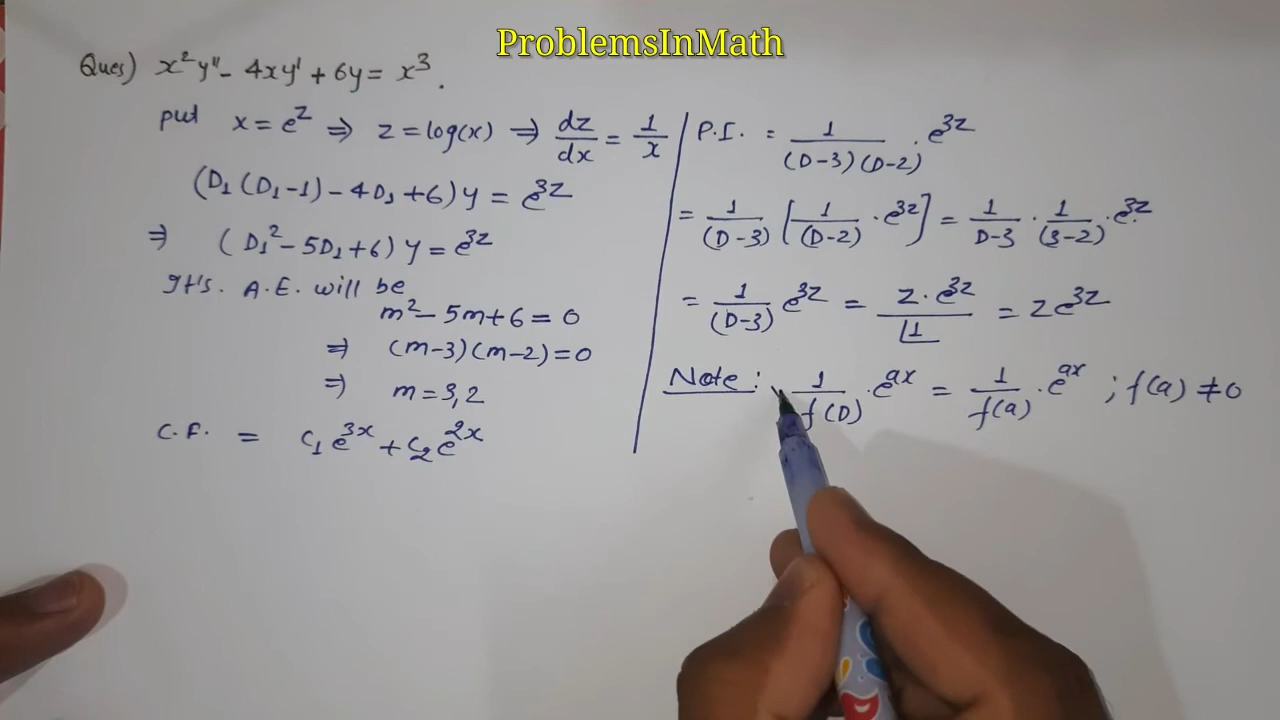 ProblemsInMath
Ques) x²y" - 4xy' + 6y = x³.
put x = e^z ⇒ z = log(x) ⇒ dz/dx = 1/x
(D₁(D₁-1) - 4D₁ + 6) y = e^3z
⇒ (D₁² - 5D₁ + 6) y = e^3z
It's. A.E. will be
m² - 5m + 6 = 0
⇒ (m-3)(m-2) = 0
⇒ m = 3, 2
C.F. = c₁e^3x + c₂e^2x
P.I. = 1/(D-3)(D-2) . e^3z
= 1/(D-3) [1/(D-2) . e^3z] = 1/D-3 . 1/(3-2) . e^3z
= 1/(D-3) e^3z = z . e^3z/⌊1 = z e^3z
Note: 1/f(D) . e^ax = 1/f(a) . e^ax ; f(a) ≠ 0